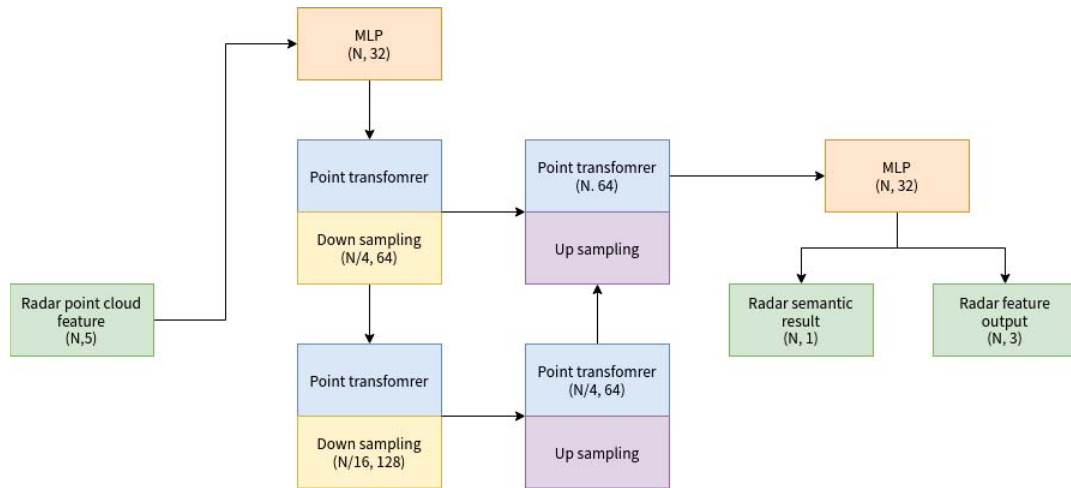 MLP
(N, 32)
Point transfomrer
Down sampling
(N/4, 64)
Point transfomrer
(N. 64)
Up sampling
MLP
(N, 32)
Radar point cloud
feature
(N,5)
Radar semantic
result
(N, 1)
Radar feature
output
(N, 3)
Point transfomrer
Down sampling
(N/16, 128)
Point transfomrer
(N/4, 64)
Up sampling